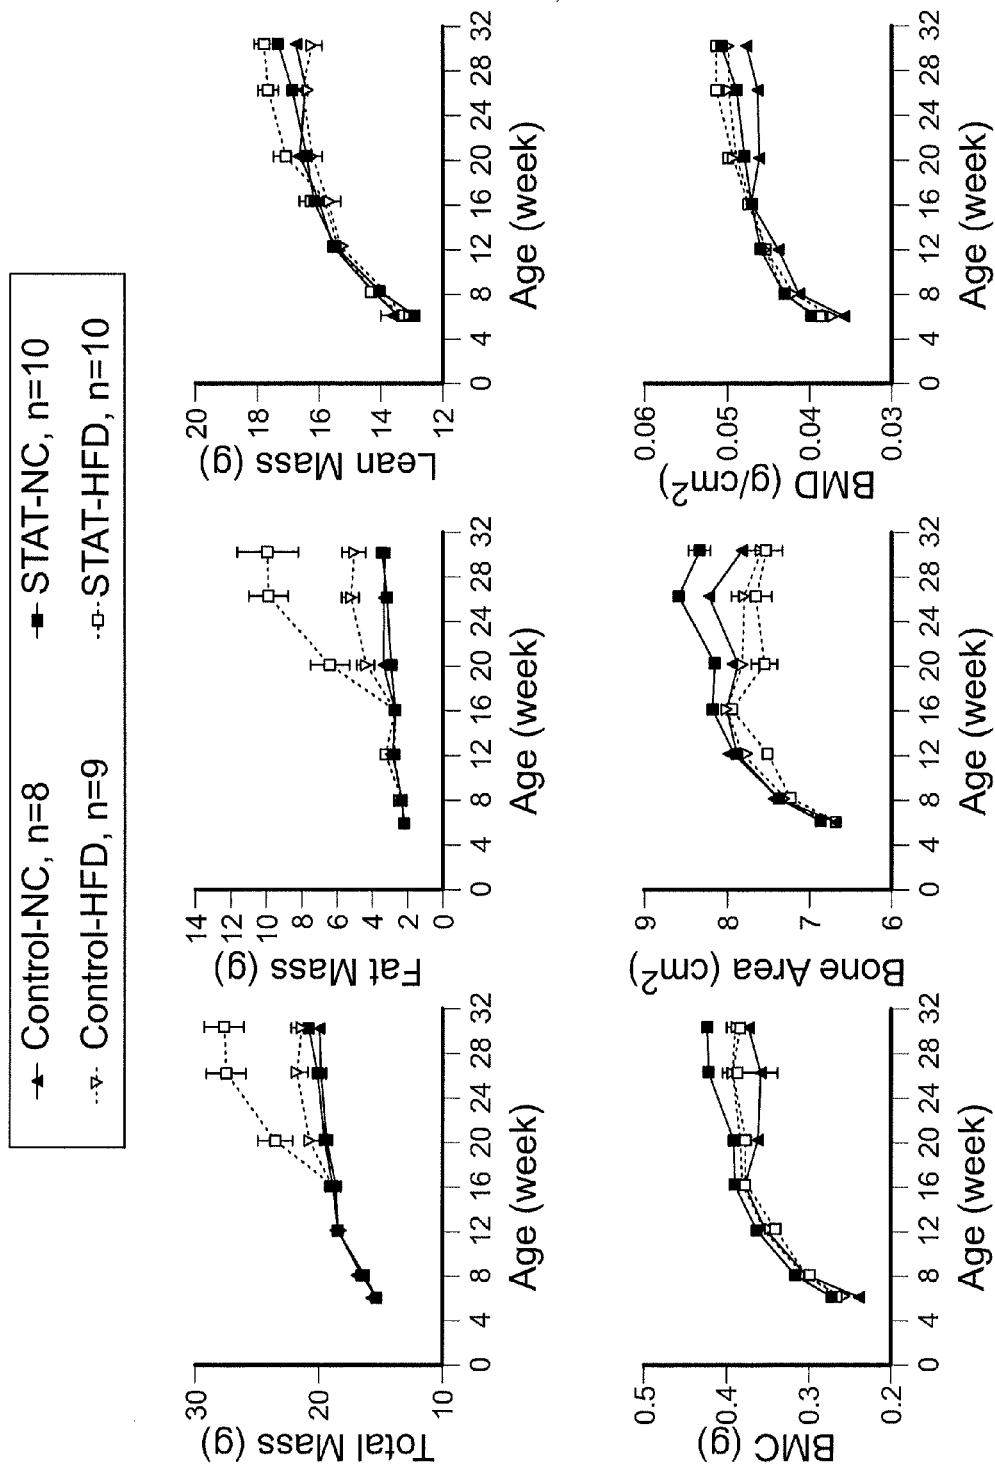 Control-NC, n=8
STAT-NC, n=10
Control-HFD, n=9
STAT-HFD, n=10
Total Mass (g)
30
20
10
0 4 8 12 16 20 24 28 32
Age (week)
Fat Mass (g)
14
12
10
8
6
4
2
0
0 4 8 12 16 20 24 28 32
Age (week)
Lean Mass (g)
20
18
16
14
12
0 4 8 12 16 20 24 28 32
Age (week)
BMC (g)
0.5
0.4
0.3
0.2
0 4 8 12 16 20 24 28 32
Age (week)
Bone Area (cm2)
9
8
7
6
0 4 8 12 16 20 24 28 32
Age (week)
BMD (g/cm2)
0.06
0.05
0.04
0.03
0 4 8 12 16 20 24 28 32
Age (week)